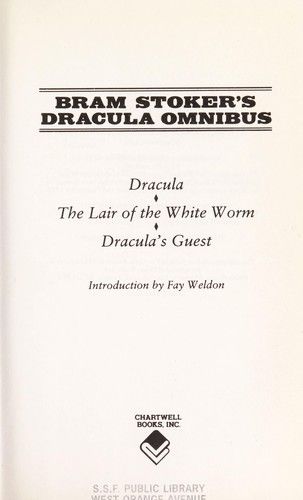 BRAM STOKER'S
DRACULA OMNIBUS
Dracula
The Lair of the White Worm
Dracula's Guest
Introduction by Fay Weldon
CHARTWELL
BOOKS, INC.
S.S.F. PUBLIC LIBRARY
WEST ORANGE AVENUE